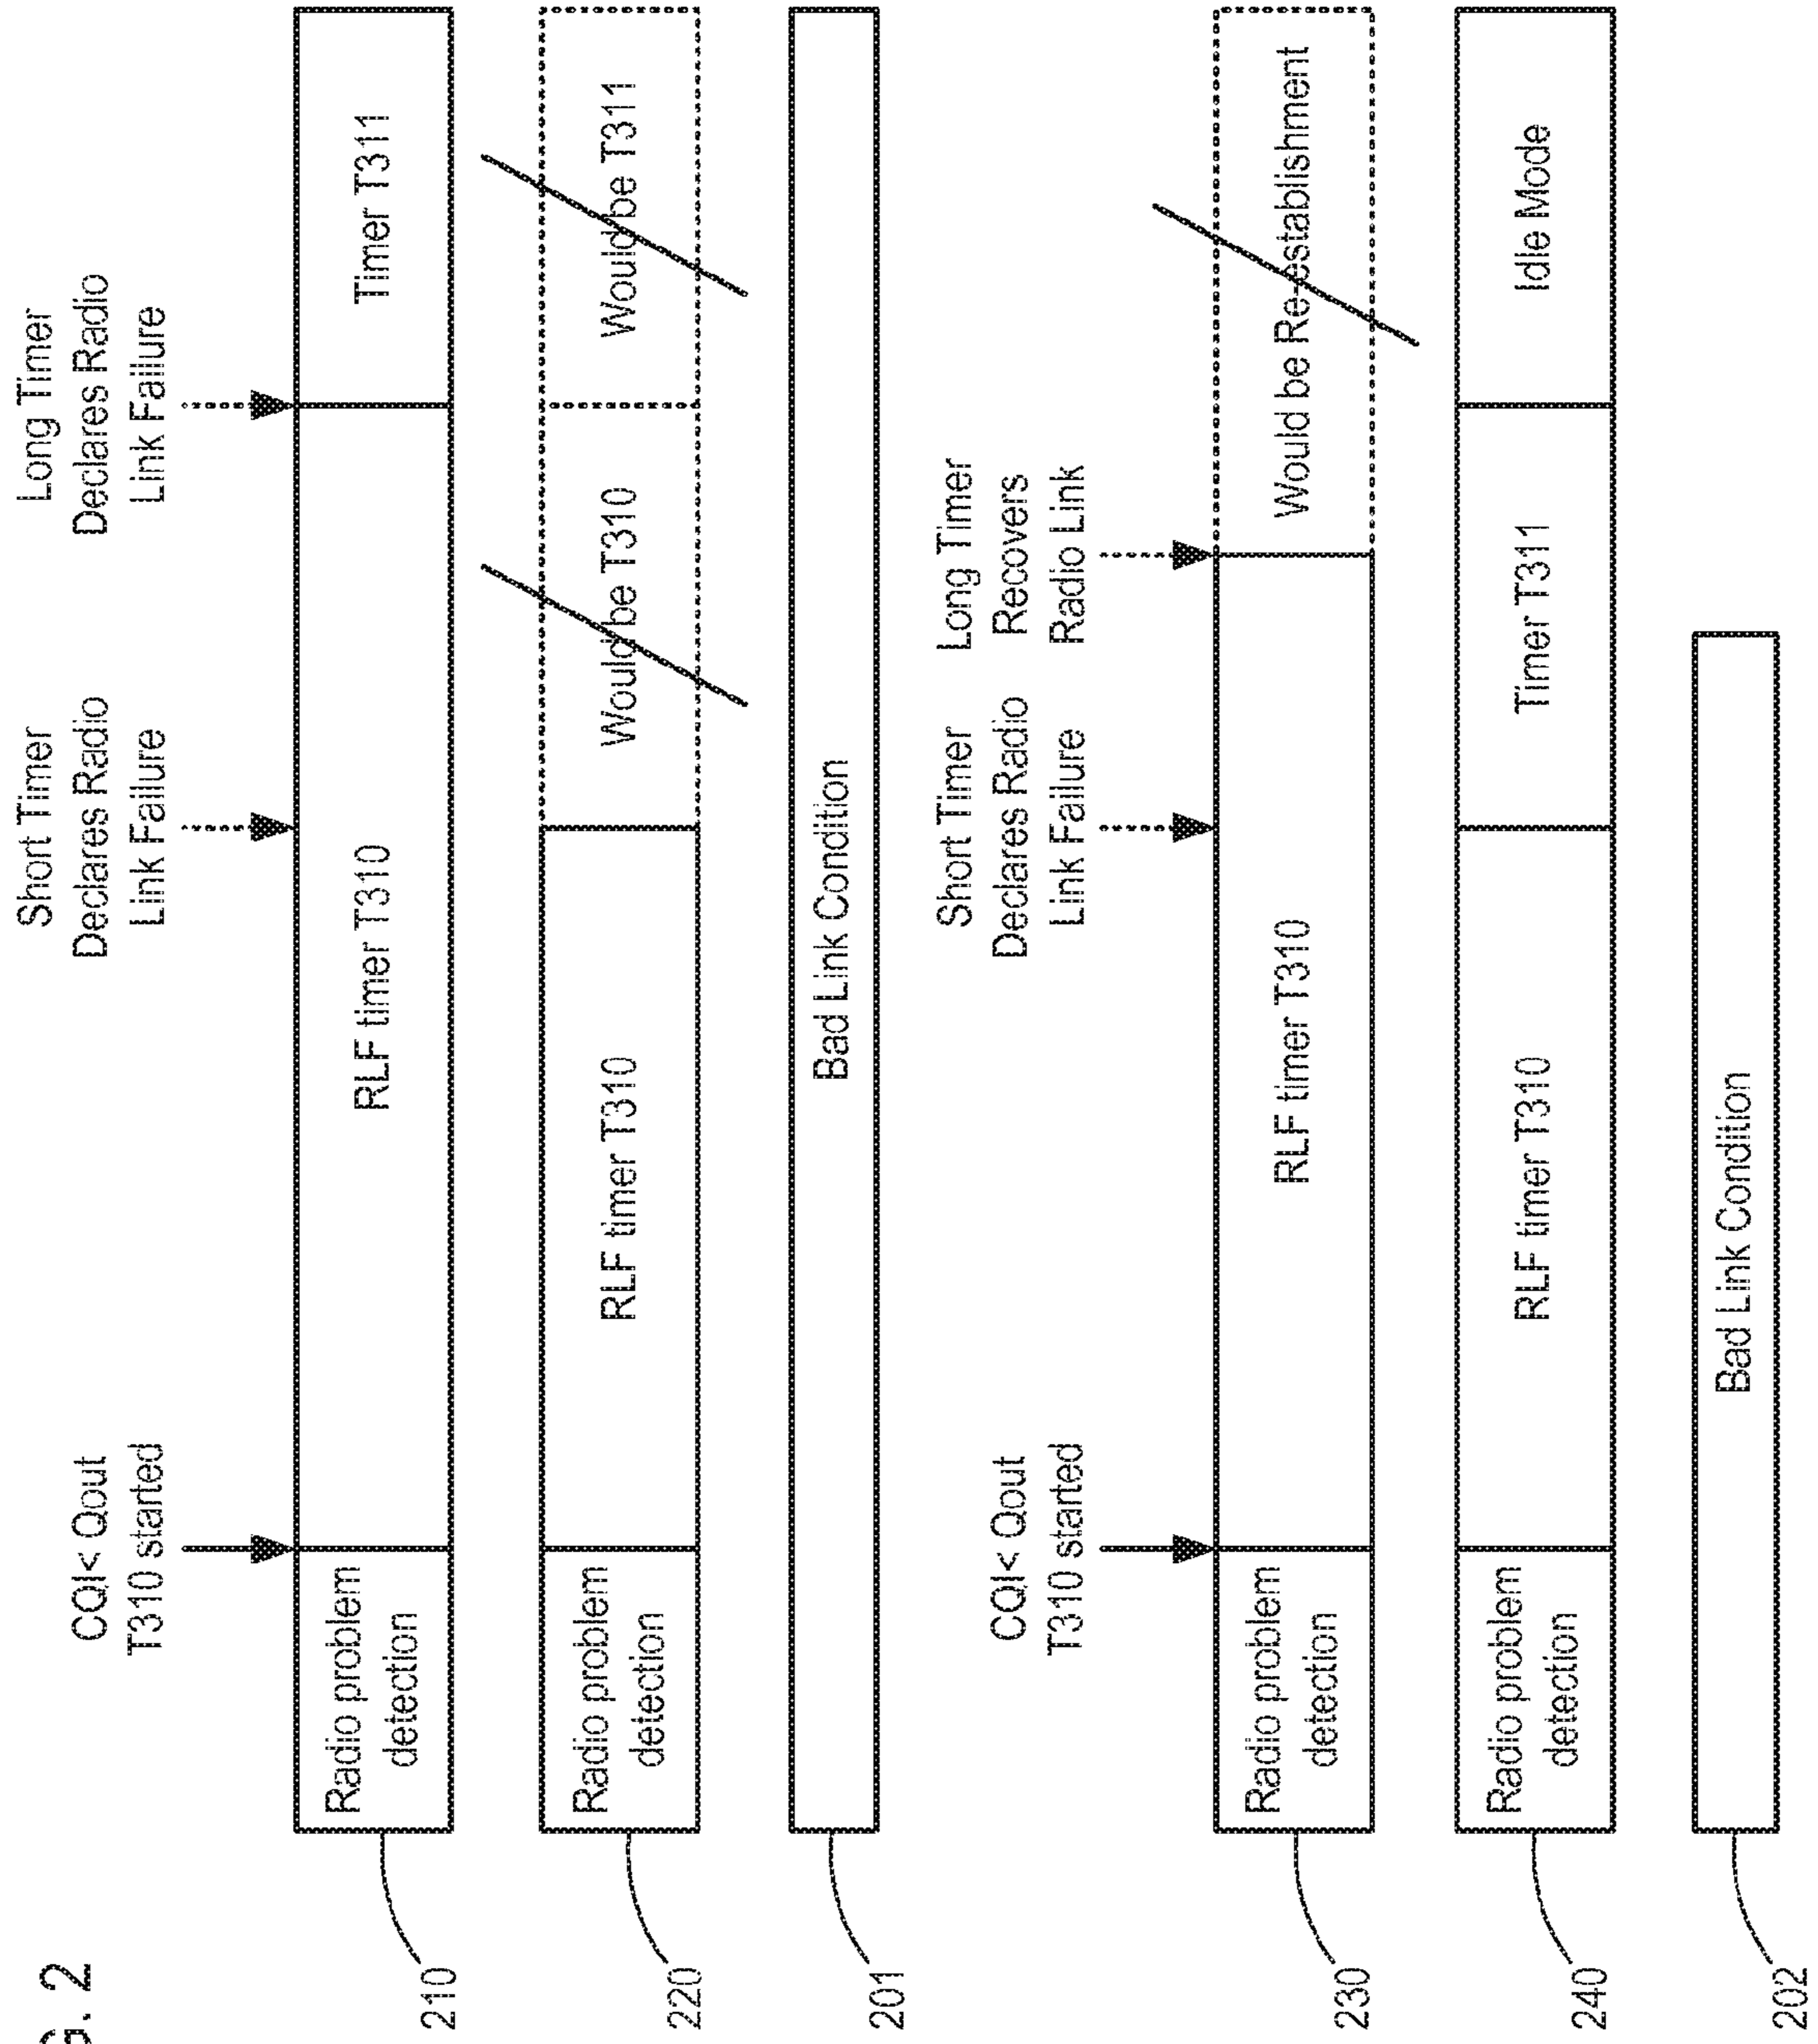 G. 2
CQI< Qout
T310 started
Short Timer
Declares Radio
Link Failure
Long Timer
Declares Radio
Link Failure
210
Radio problem
detection
RLF timer T310
Timer T311
220
Radio problem
detection
RLF timer T310
Would be T310
Would be T311
201
Bad Link Condition
CQI< Qout
T310 started
Short Timer
Declares Radio
Link Failure
Long Timer
Recovers
Radio Link
230
Radio problem
detection
RLF timer T310
Would be Re-establishment
240
Radio problem
detection
RLF timer T310
Timer T311
Idle Mode
202
Bad Link Condition